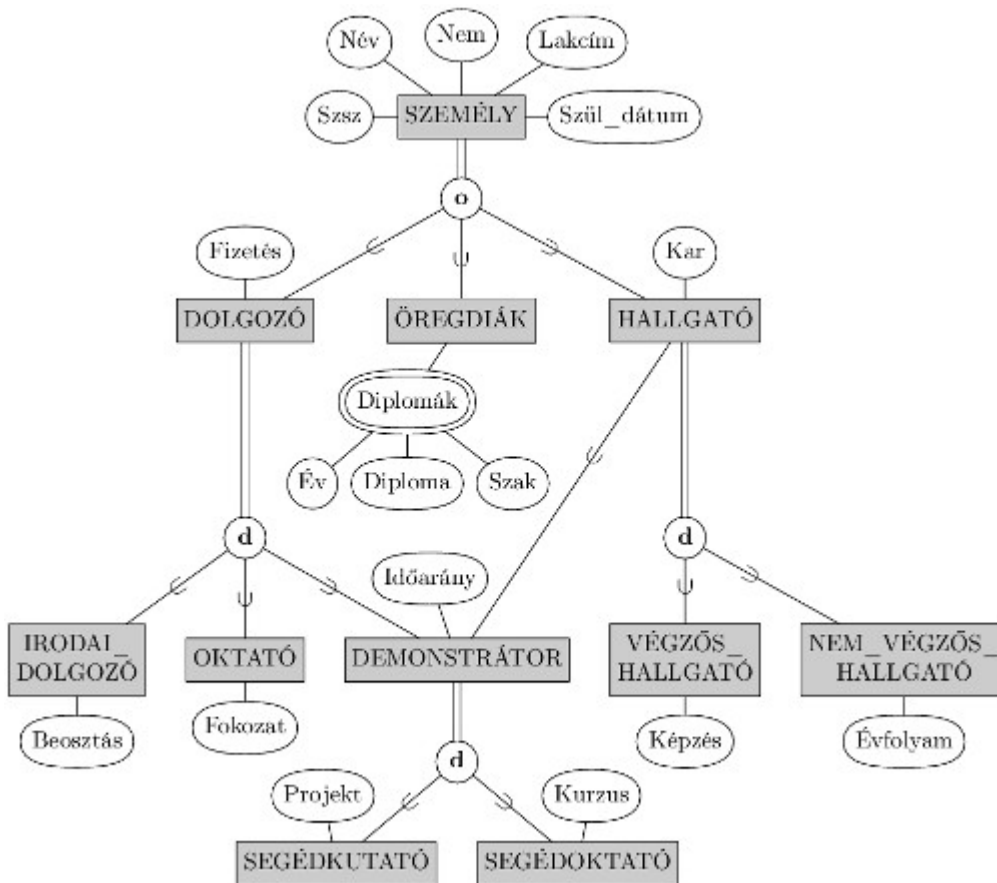 Név
Nem
Lakcím
Szsz
SZEMÉLY
Szül_dátum
o
Fizetés
Kar
DOLGOZÓ
ÖREGDIÁK
HALLGATÓ
Diplomák
Év
Diploma
Szak
d
d
Időarány
IRODAI_
DOLGOZÓ
OKTATÓ
DEMONSTRÁTOR
VÉGZŐS_
HALLGATÓ
NEM_VÉGZŐS_
HALLGATÓ
Beosztás
Fokozat
Képzés
Évfolyam
d
Projekt
Kurzus
SEGÉDKUTATÓ
SEGÉDOKTATÓ